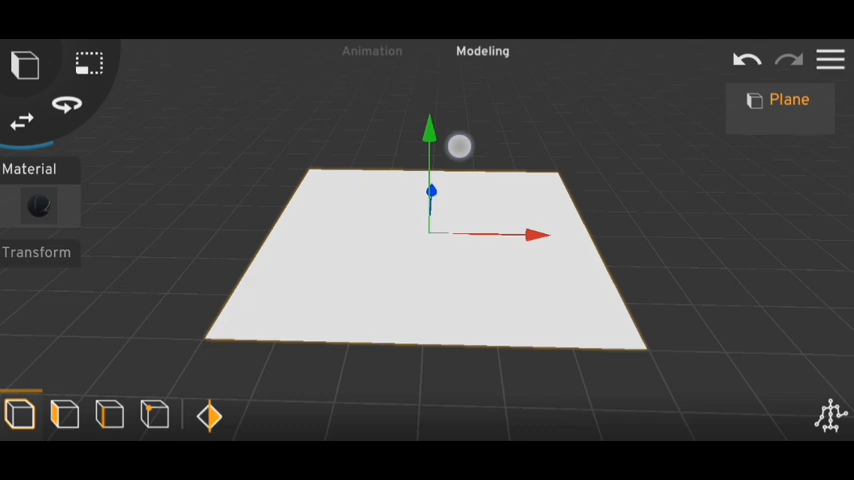 Animation
Modeling
Plane
Material
Transform